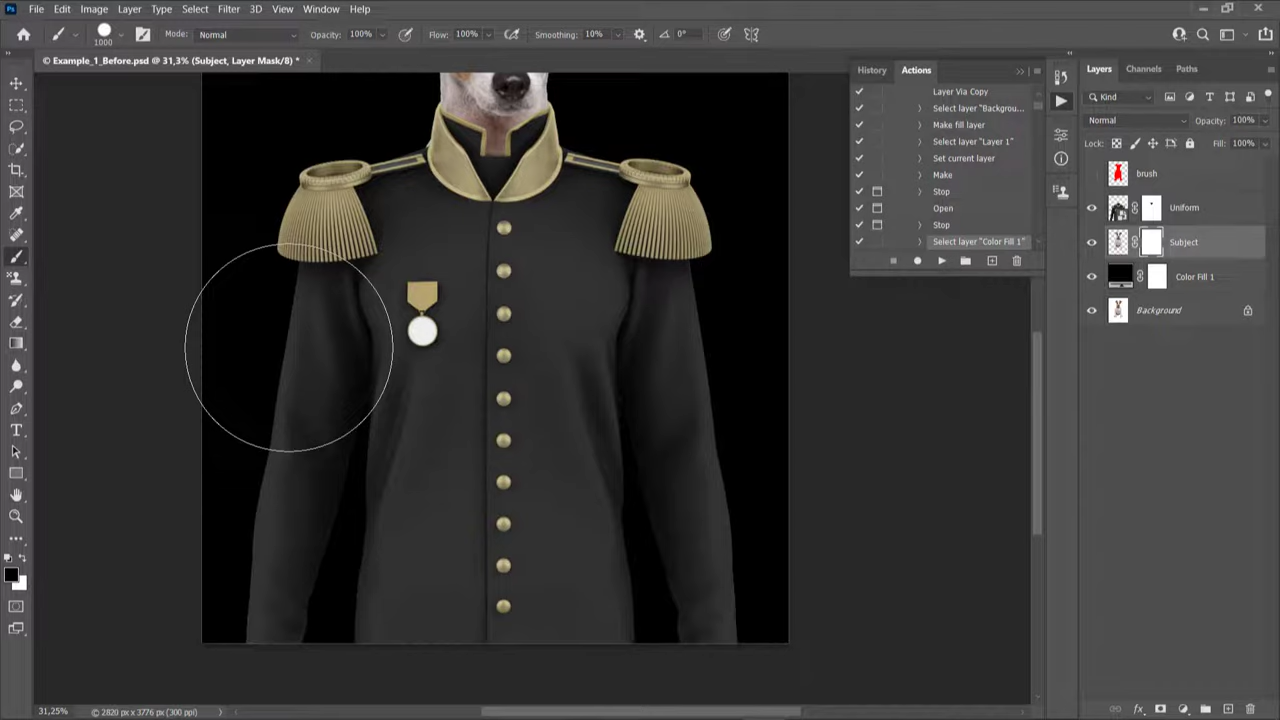 Ps File Edit Image Layer Type Select Filter 3D View Window Help
1000 Mode: Normal Opacity: 100% Flow: 100% Smoothing: 10% 0°
© Example_1_Before.psd @ 31,3% (Subject, Layer Mask/8) * ×
History Actions
Layer Via Copy
Select layer "Backgrou...
Make fill layer
Select layer "Layer 1"
Set current layer
Make
Stop
Open
Stop
Select layer "Color Fill 1"
Layers Channels Paths
Kind
Normal Opacity: 100%
Lock: Fill: 100%
brush
Uniform
Subject
Color Fill 1
Background
31,25% © 2820 px x 3776 px (300 ppi)